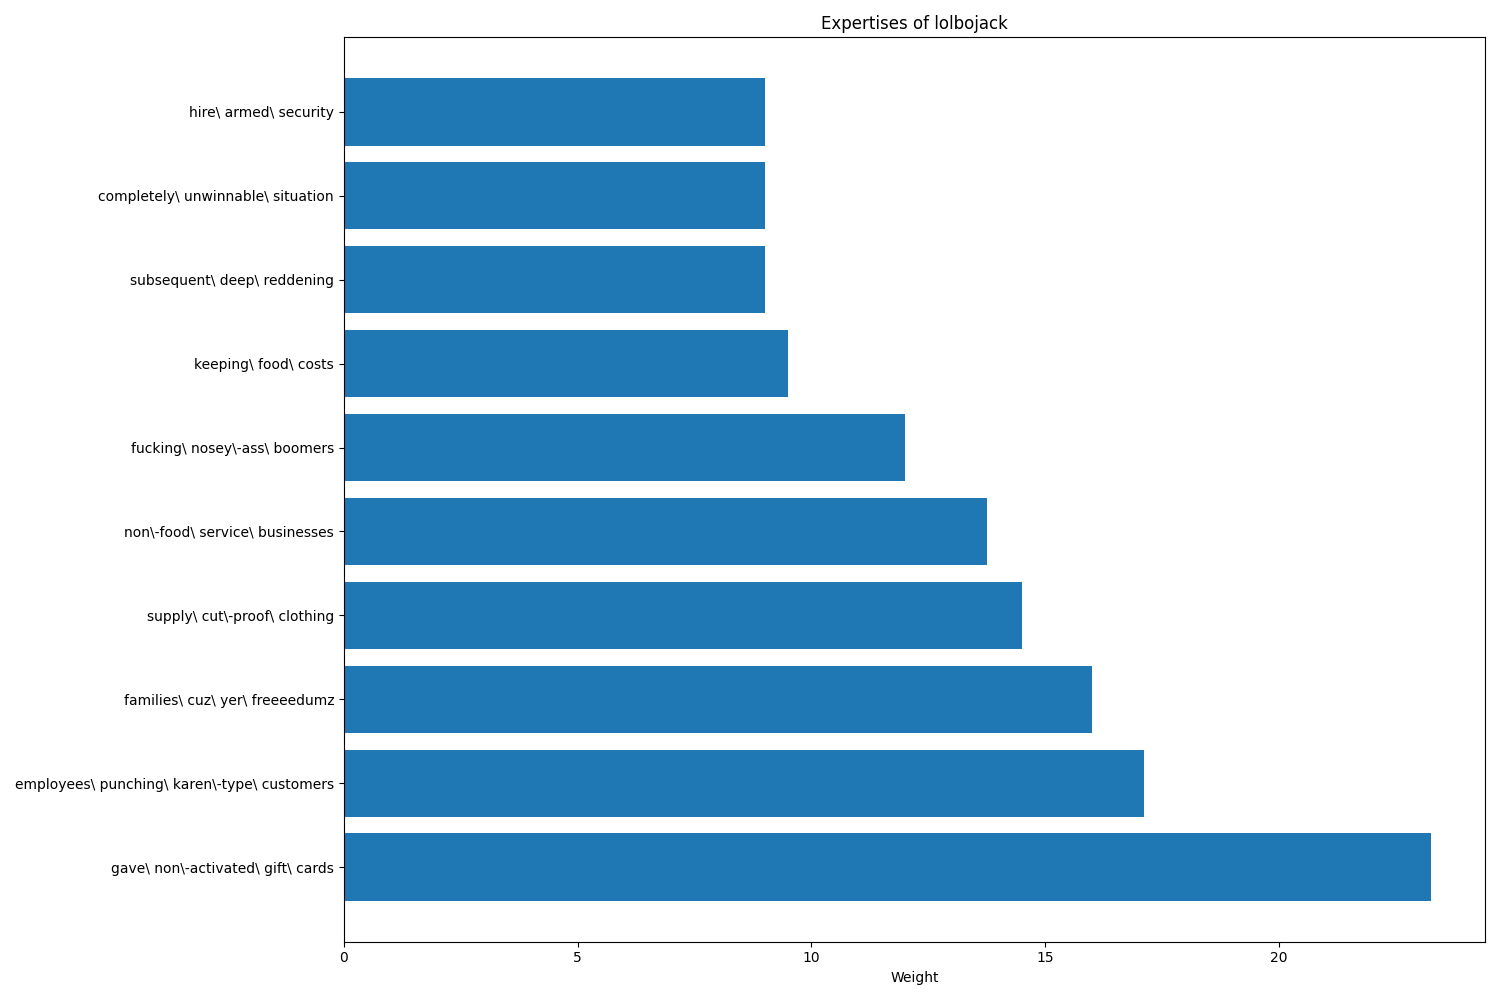 Expertises of lolbojack
hire\ armed\ security
completely\ unwinnable\ situation
subsequent\ deep\ reddening
keeping\ food\ costs
fucking\ nosey\-ass\ boomers
non\-food\ service\ businesses
supply\ cut\-proof\ clothing
families\ cuz\ yer\ freeeedumz
employees\ punching\ karen\-type\ customers
gave\ non\-activated\ gift\ cards
0 5 10 15 20
Weight